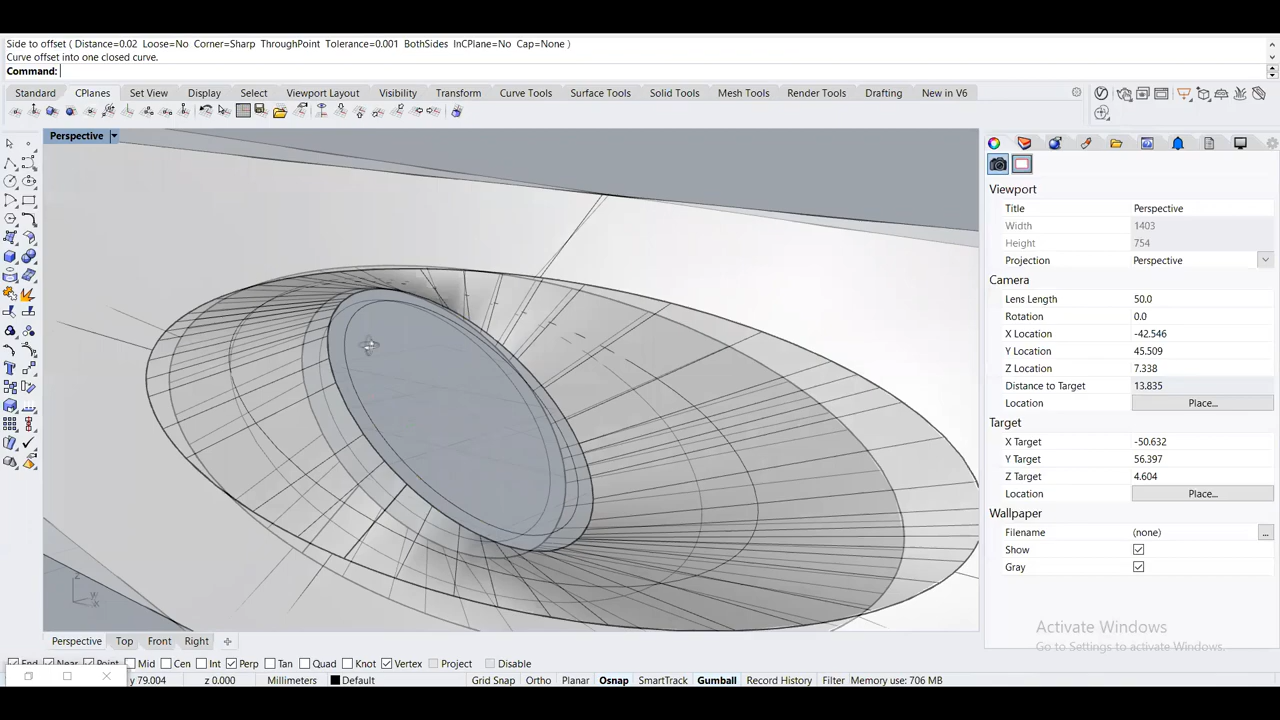 Side to offset ( Distance=0.02 Loose=No Corner=Sharp ThroughPoint Tolerance=0.001 BothSides InCPlane=No Cap=None )
Curve offset into one closed curve.
Command:
Standard CPlanes Set View Display Select Viewport Layout Visibility Transform Curve Tools Surface Tools Solid Tools Mesh Tools Render Tools Drafting New in V6
Perspective
Viewport
Title Perspective
Width 1403
Height 754
Projection Perspective
Camera
Lens Length 50.0
Rotation 0.0
X Location -42.546
Y Location 45.509
Z Location 7.338
Distance to Target 13.835
Location Place...
Target
X Target -50.632
Y Target 56.397
Z Target 4.604
Location Place...
Wallpaper
Filename (none) ...
Show
Gray
Activate Windows
Go to Settings to activate Windows.
Perspective Top Front Right
End Near Point Mid Cen Int Perp Tan Quad Knot Vertex Project Disable
y 79.004 z 0.000 Millimeters Default Grid Snap Ortho Planar Osnap SmartTrack Gumball Record History Filter Memory use: 706 MB